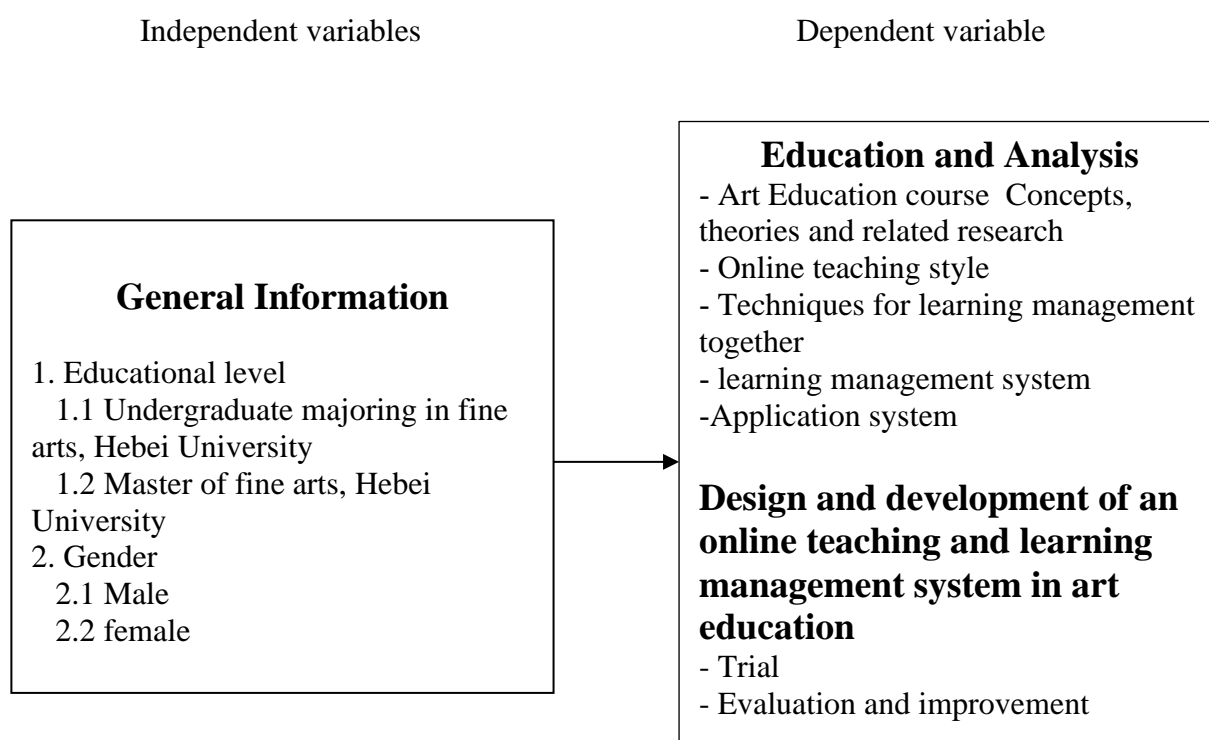 Independent variables
Dependent variable
General Information
1. Educational level
1.1 Undergraduate majoring in fine
arts, Hebei University
1.2 Master of fine arts, Hebei
University
2. Gender
2.1 Male
2.2 female
Education and Analysis
- Art Education course  Concepts,
theories and related research
- Online teaching style
- Techniques for learning management
together
- learning management system
-Application system
Design and development of an
online teaching and learning
management system in art
education
- Trial
- Evaluation and improvement